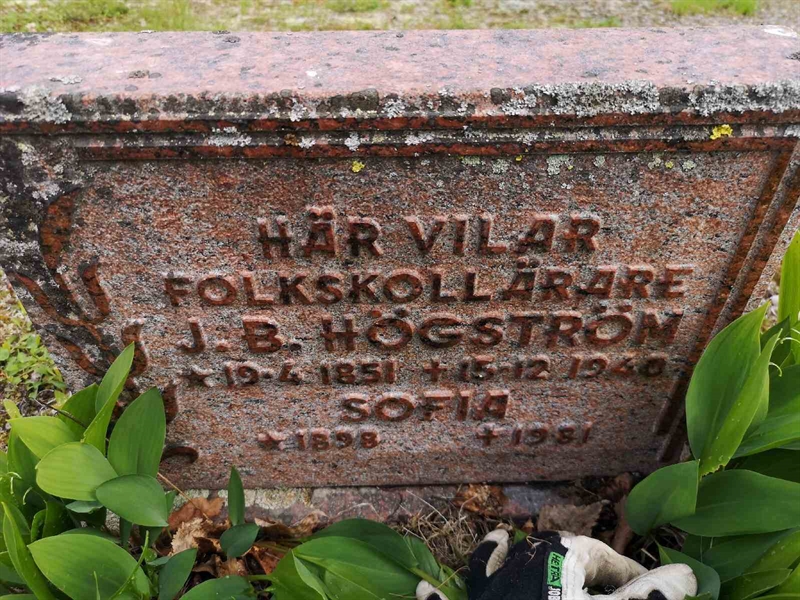 HÄR VILAR
FOLKSKOLLÄRARE
J. B. HÖGSTRÖM
★ 19-4 1851 + 15-12 1940
SOFIA
★ 1898 + 1981